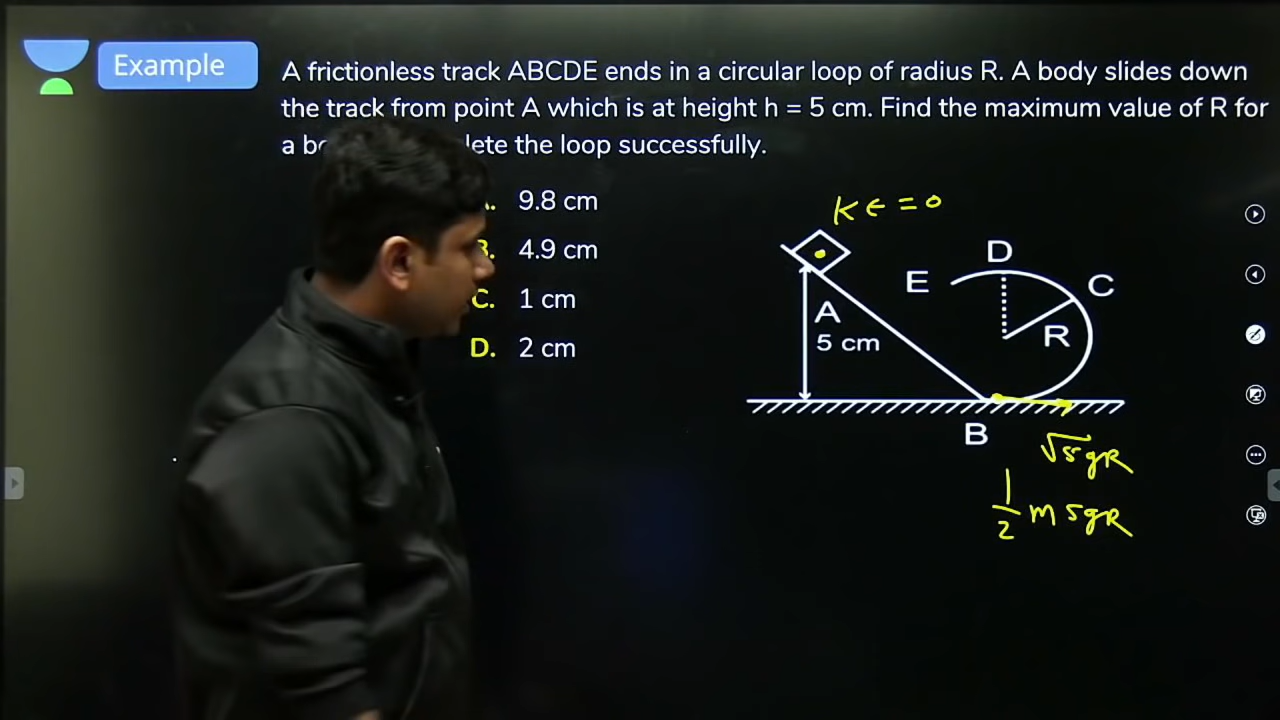 Example
A frictionless track ABCDE ends in a circular loop of radius R. A body slides down
the track from point A which is at height h = 5 cm. Find the maximum value of R for
a the loop successfully.
9.8 cm
4.9 cm
C. 1 cm
D. 2 cm
KE = 0
D
E
C
A
R
5 cm
B
√5gR
1/2 m 5gR